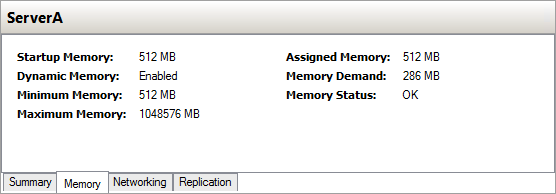 ServerA
Startup Memory: 512 MB Assigned Memory: 512 MB
Dynamic Memory: Enabled Memory Demand: 286 MB
Minimum Memory: 512 MB Memory Status: OK
Maximum Memory: 1048576 MB
Summary Memory Networking Replication